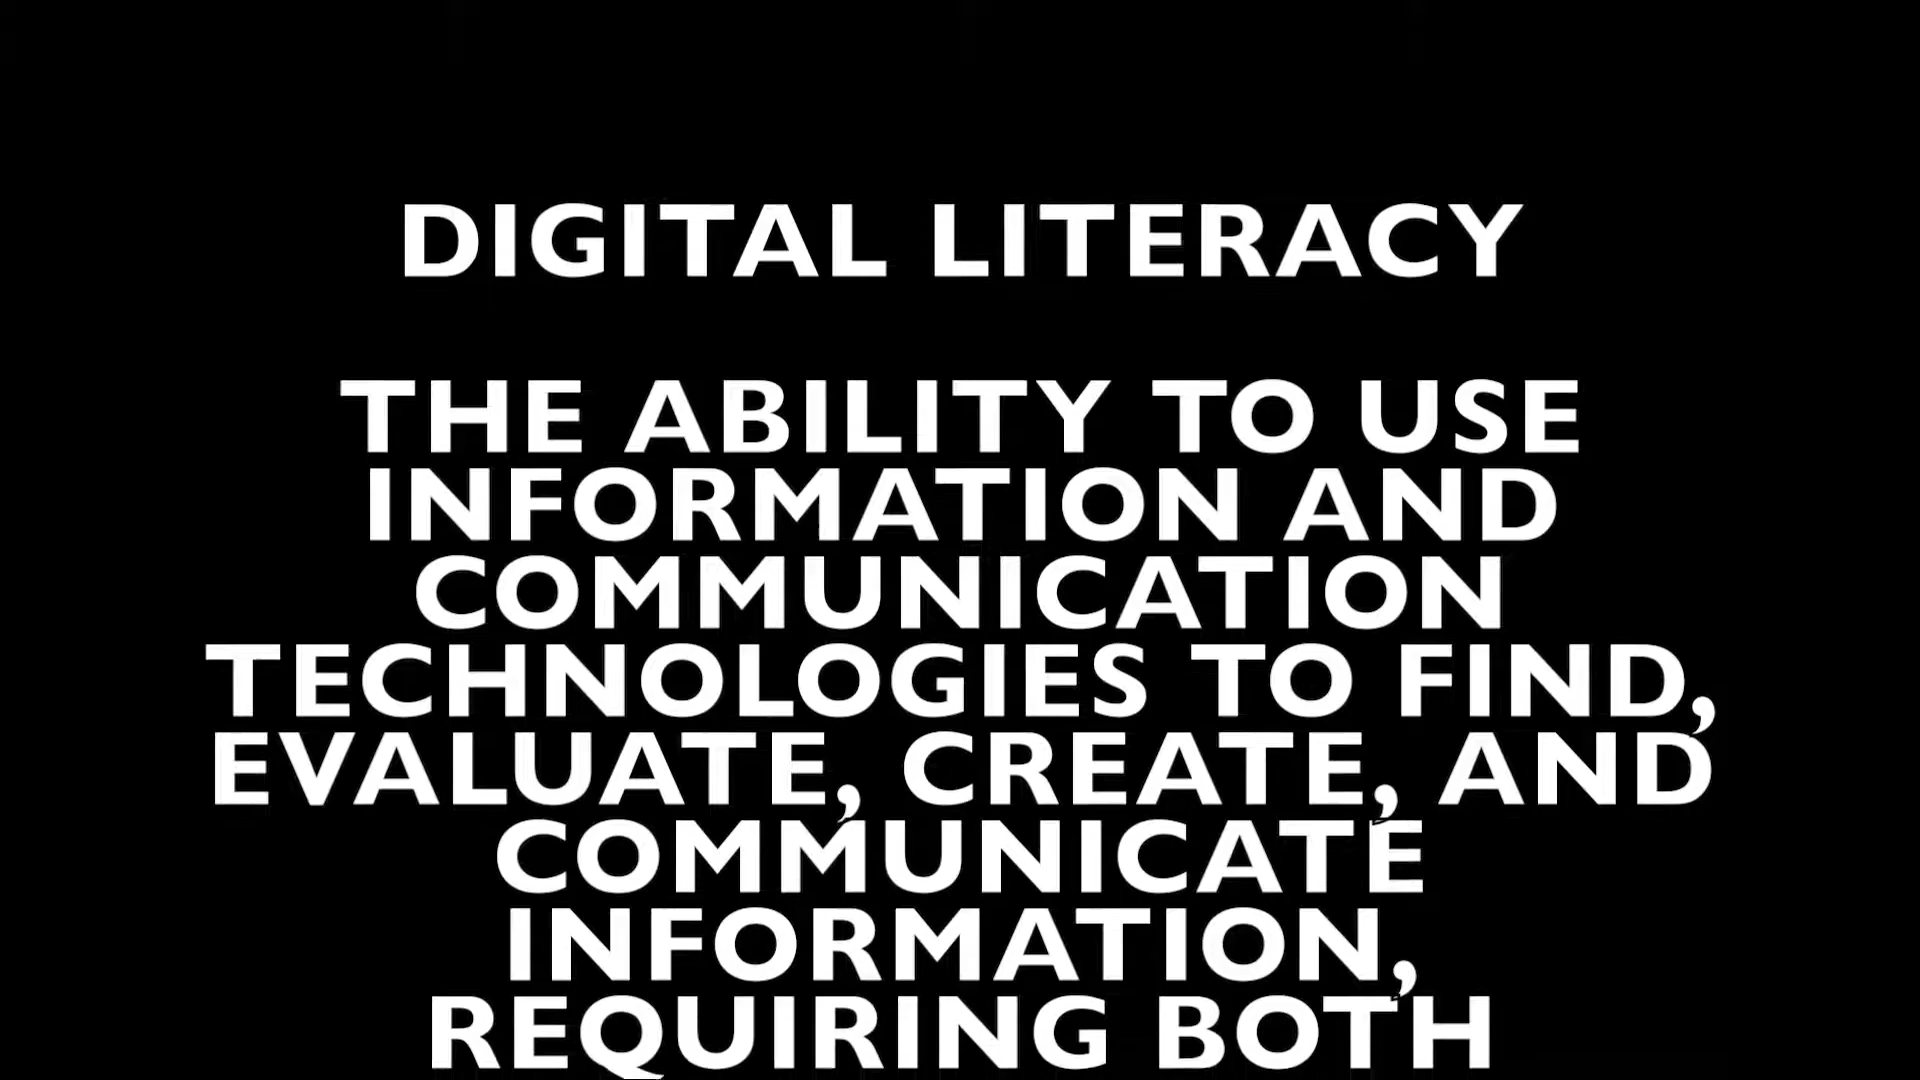 DIGITAL LITERACY
THE ABILITY TO USE
INFORMATION AND
COMMUNICATION
TECHNOLOGIES TO FIND,
EVALUATE, CREATE, AND
COMMUNICATE
INFORMATION,
REQUIRING BOTH